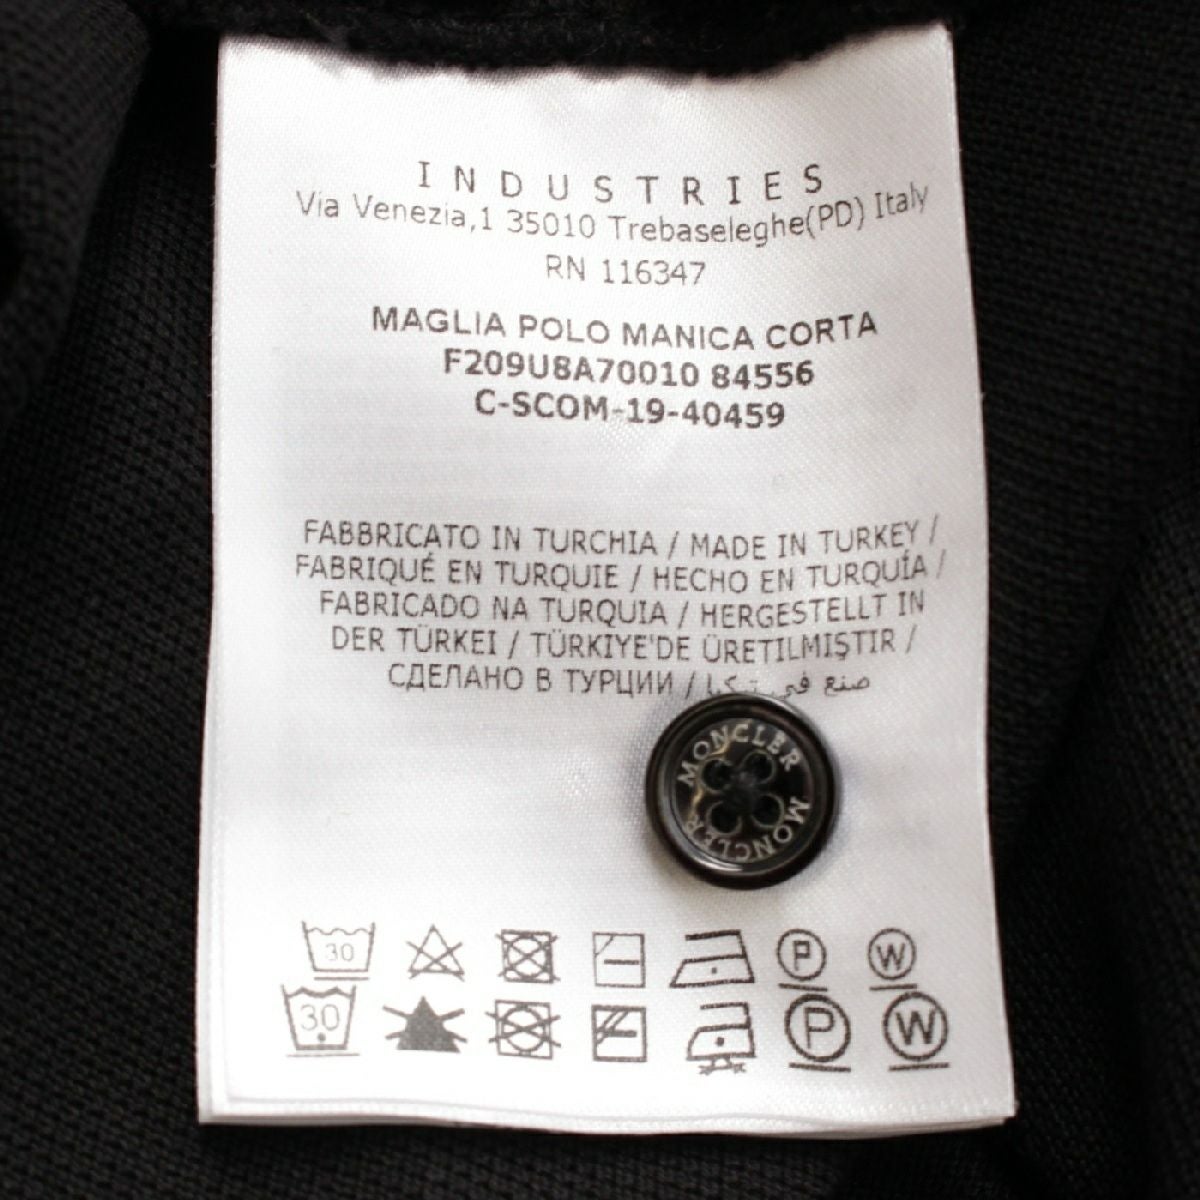 INDUSTRIES
Via Venezia,1 35010 Trebaseleghe(PD) Italy
RN 116347
MAGLIA POLO MANICA CORTA
F209U8A70010 84556
C-SCOM-19-40459
FABBRICATO IN TURCHIA / MADE IN TURKEY /
FABRIQUÉ EN TURQUIE / HECHO EN TURQUÍA /
FABRICADO NA TURQUIA / HERGESTELLT IN
DER TÜRKEI / TÜRKIYE'DE ÜRETILMIŞTIR /
СДЕЛАНО В ТУРЦИИ / صنع في
MONCLER
MONCLER
30 P W
30 P W